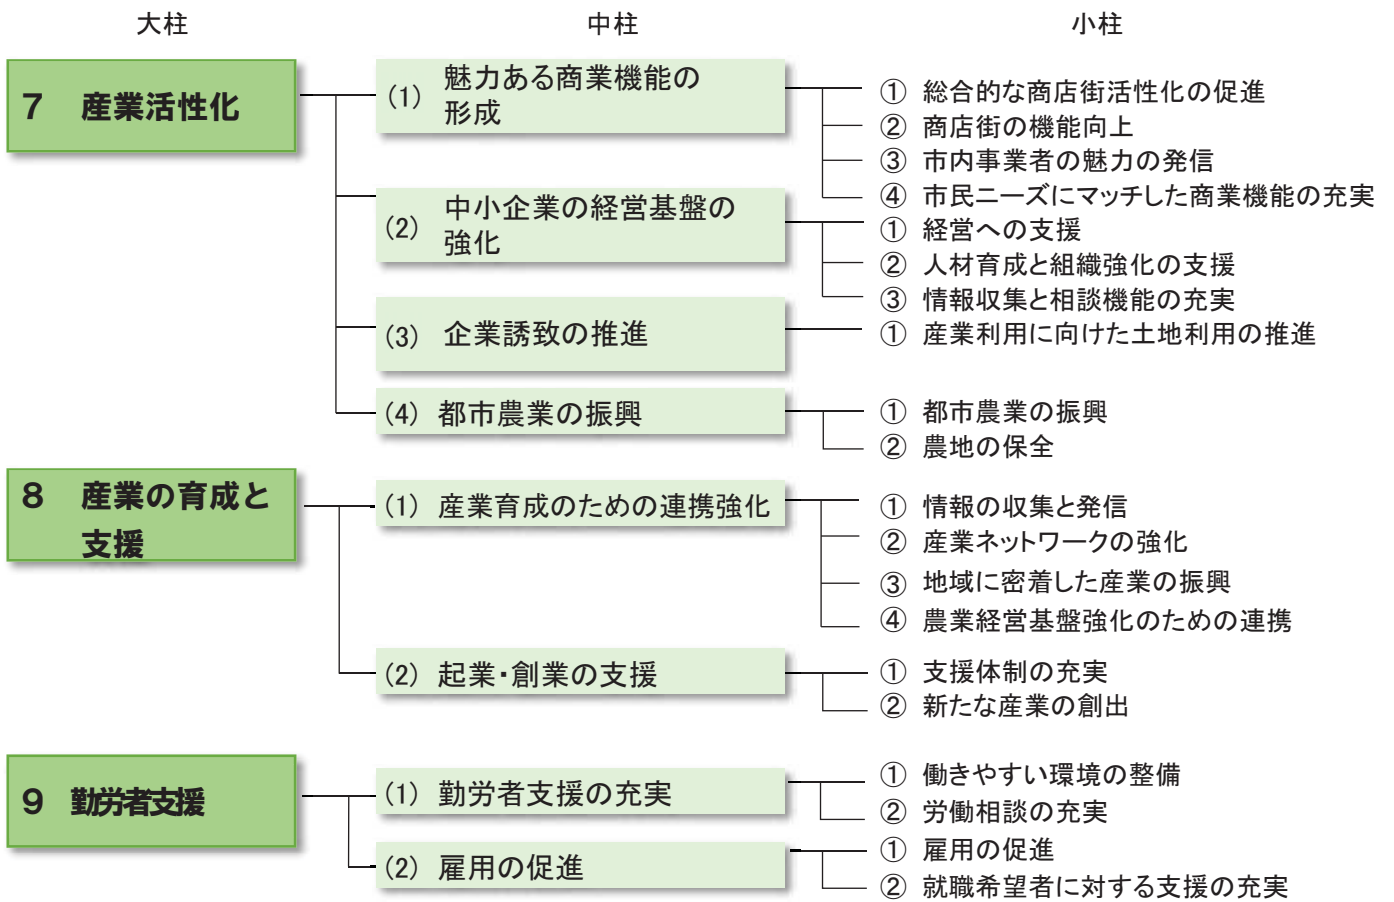 大柱 中柱 小柱
7 産業活性化
(1) 魅力ある商業機能の
形成
① 総合的な商店街活性化の促進
② 商店街の機能向上
③ 市内事業者の魅力の発信
④ 市民ニーズにマッチした商業機能の充実
(2) 中小企業の経営基盤の
強化
① 経営への支援
② 人材育成と組織強化の支援
③ 情報収集と相談機能の充実
(3) 企業誘致の推進
① 産業利用に向けた土地利用の推進
(4) 都市農業の振興
① 都市農業の振興
② 農地の保全
8 産業の育成と
支援
(1) 産業育成のための連携強化
① 情報の収集と発信
② 産業ネットワークの強化
③ 地域に密着した産業の振興
④ 農業経営基盤強化のための連携
(2) 起業・創業の支援
① 支援体制の充実
② 新たな産業の創出
9 勤労者支援
(1) 勤労者支援の充実
① 働きやすい環境の整備
② 労働相談の充実
(2) 雇用の促進
① 雇用の促進
② 就職希望者に対する支援の充実